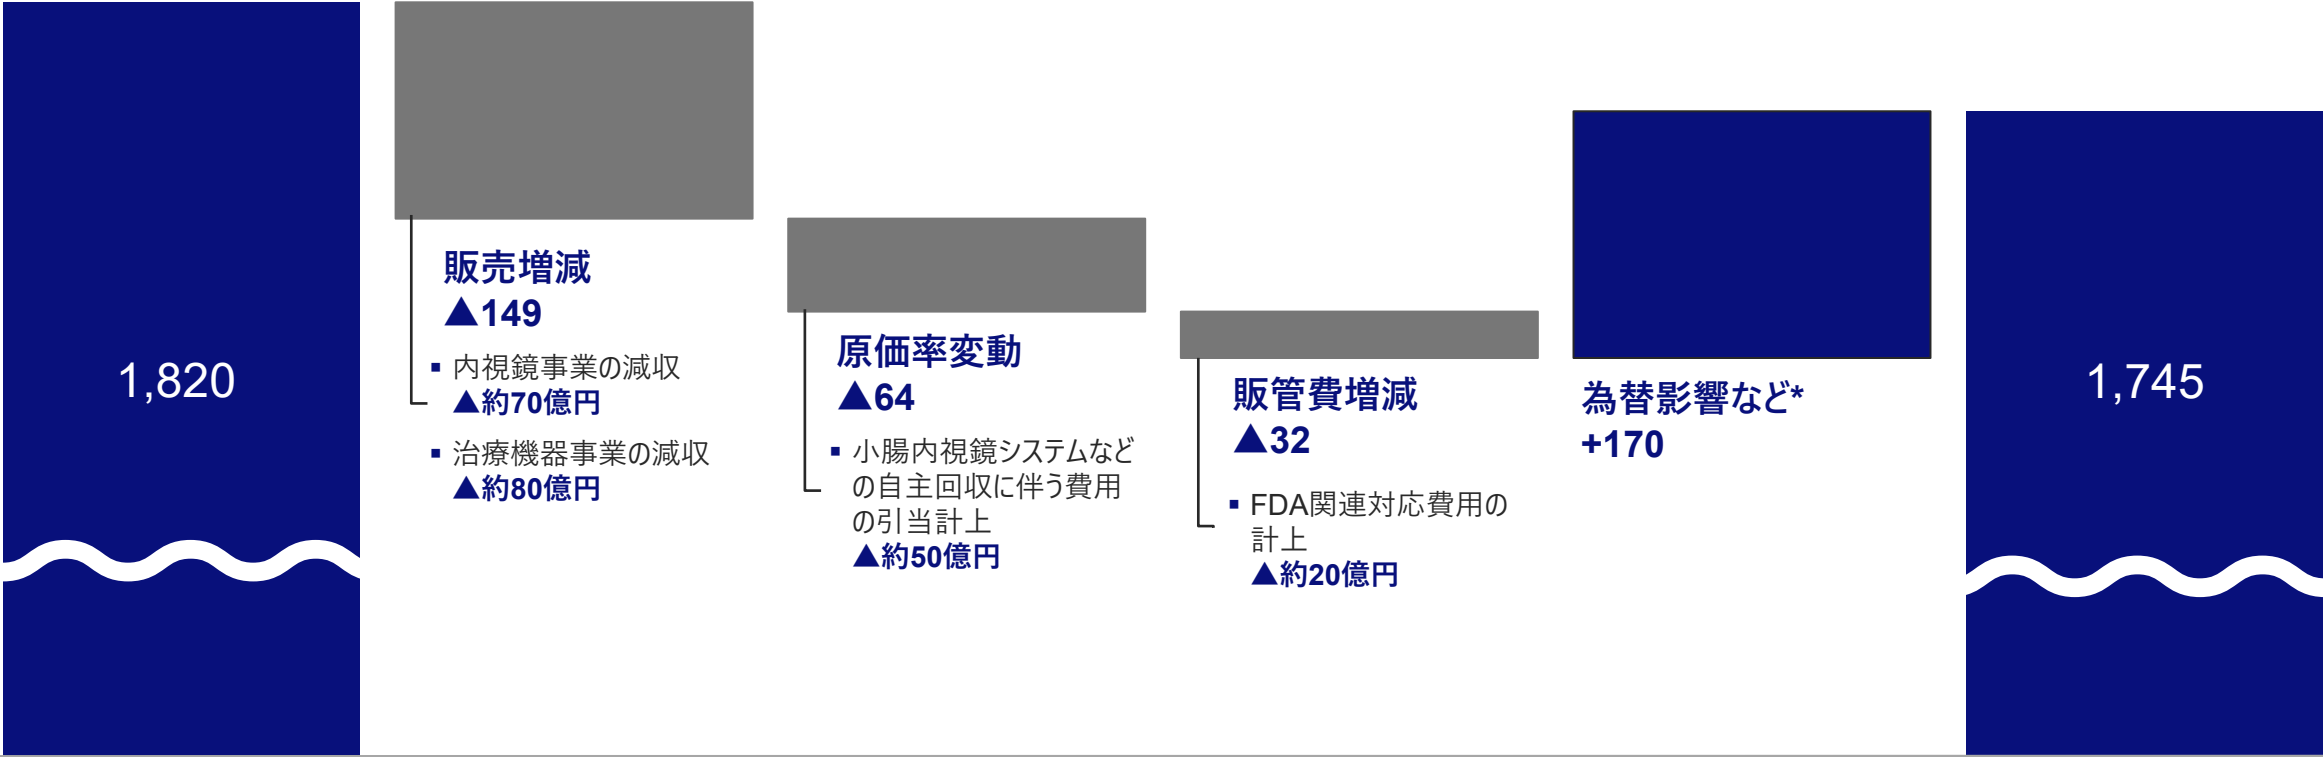 1,820
販売増減
▲149
▪ 内視鏡事業の減収
▲約70億円
▪ 治療機器事業の減収
▲約80億円
原価率変動
▲64
▪ 小腸内視鏡システムなど
の自主回収に伴う費用
の引当計上
▲約50億円
販管費増減
▲32
▪ FDA関連対応費用の
計上
▲約20億円
為替影響など*
+170
1,745